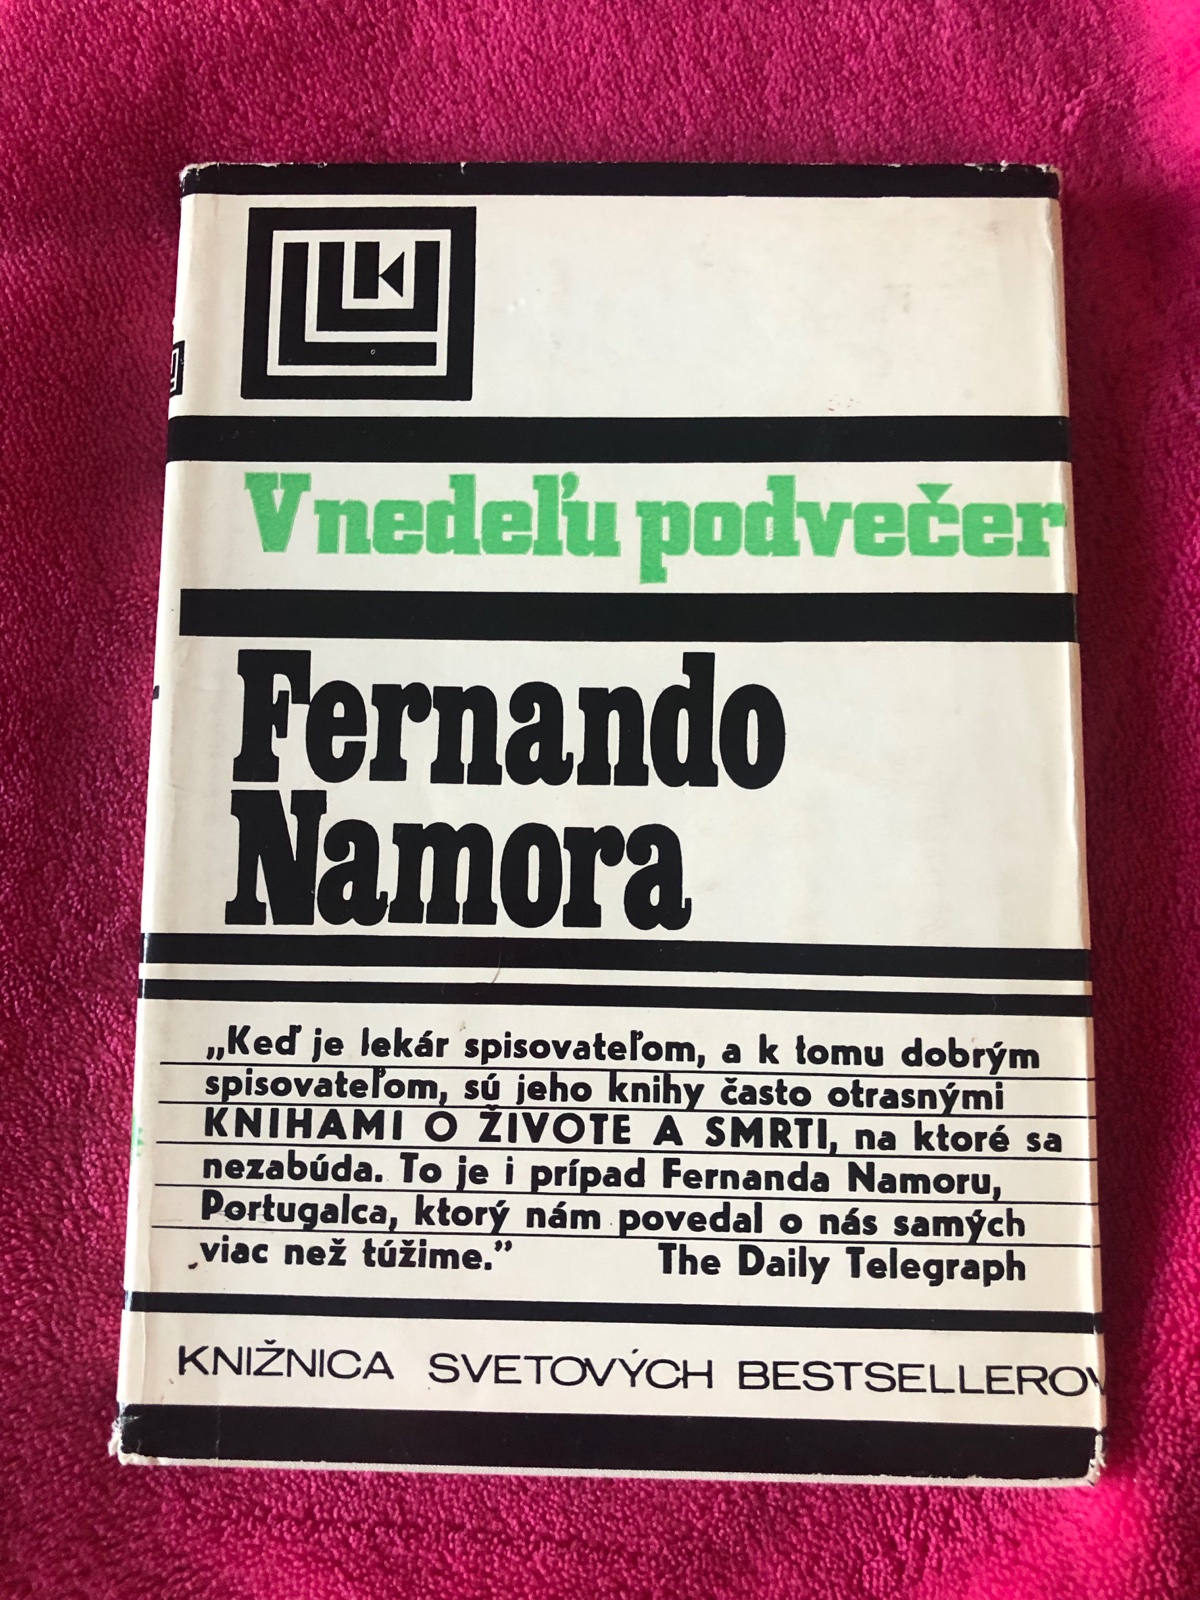 V nedeľu podvečer
Fernando
Namora
„Keď je lekár spisovateľom, a k tomu dobrým
spisovateľom, sú jeho knihy často otrasnými
KNIHAMI O ŽIVOTE A SMRTI, na ktoré sa
nezabúda. To je i prípad Fernanda Namoru,
Portugalca, ktorý nám povedal o nás samých
viac než túžime.” The Daily Telegraph
KNIŽNICA SVETOVÝCH BESTSELLEROV